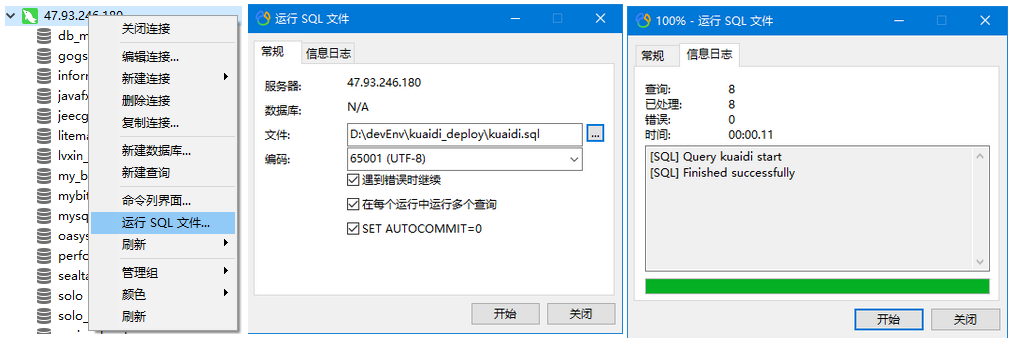 47.93.246.180
db_m
gogs
inform
javafx
jeecg
litema
lvxin_
my_b
mybit
mysq
oasys
perfo
sealta
solo
solo_
关闭连接
编辑连接...
新建连接
删除连接
复制连接...
新建数据库...
新建查询
命令列界面...
运行 SQL 文件...
刷新
管理组
颜色
刷新
运行 SQL 文件
常规 信息日志
服务器: 47.93.246.180
数据库: N/A
文件: D:\devEnv\kuaidi_deploy\kuaidi.sql ...
编码: 65001 (UTF-8)
遇到错误时继续
在每个运行中运行多个查询
SET AUTOCOMMIT=0
开始 关闭
100% - 运行 SQL 文件
常规 信息日志
查询: 8
已处理: 8
错误: 0
时间: 00:00.11
[SQL] Query kuaidi start
[SQL] Finished successfully
开始 关闭